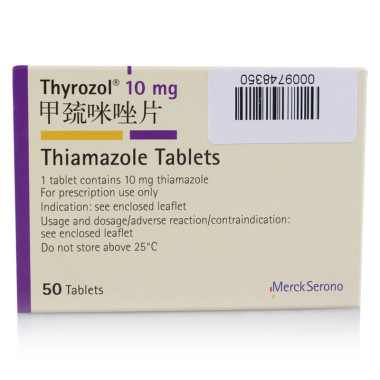 Thyrozol® 10 mg
0009748350
甲巯咪唑片
Thiamazole Tablets
1 tablet contains 10 mg thiamazole
For prescription use only
Indication: see enclosed leaflet
Usage and dosage/adverse reaction/contraindication:
see enclosed leaflet
Do not store above 25°C
50 Tablets
Merck Serono